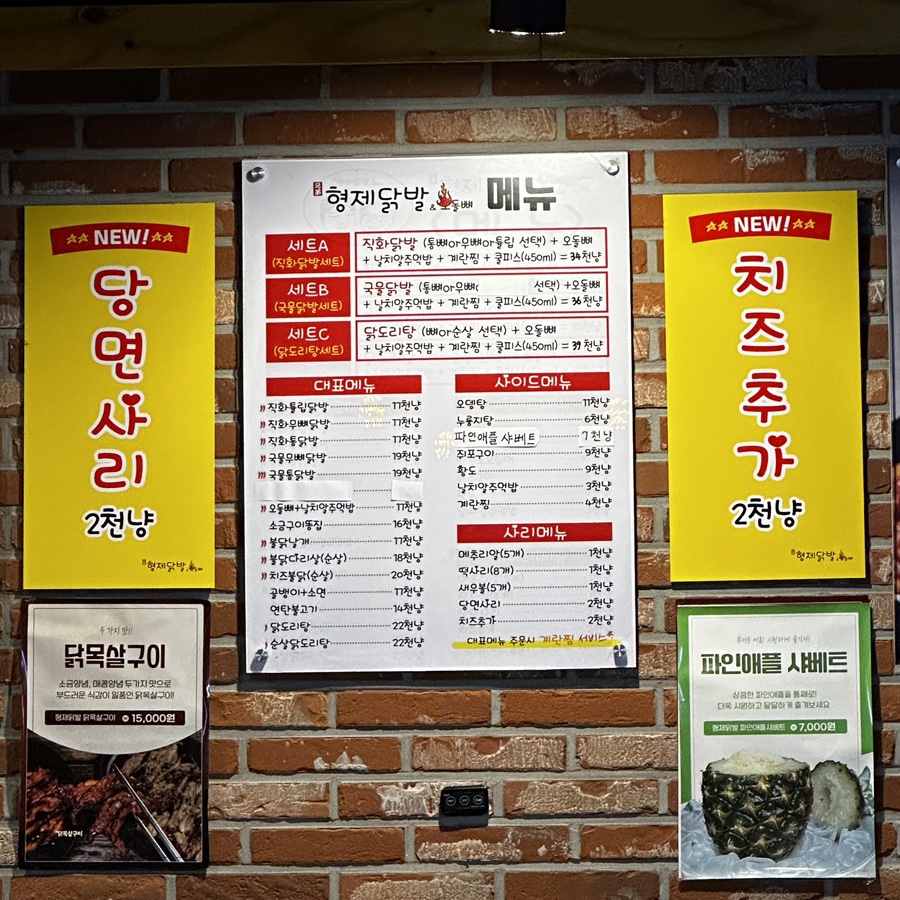 NEW!
당면사리
2천냥
형제닭발
두 가지 맛!!
닭목살구이
소금양념, 매콤양념 두가지 맛으로
부드러운 식감이 일품인 닭목살구이!
형제닭발 닭목살구이 15,000원
닭목살구이
형제닭발 & 오돌뼈 메뉴
세트A 직화닭발 (통뼈or무뼈or튤립 선택) + 오돌뼈
(직화닭발세트) + 날치알주먹밥 + 계란찜 + 쿨피스(450ml) = 34천냥
세트B 국물닭발 (통뼈or무뼈 선택) +오돌뼈
(국물닭발세트) + 날치알주먹밥 + 계란찜 + 쿨피스(450ml) = 36천냥
세트C 닭도리탕 (뼈or순살 선택) + 오돌뼈
(닭도리탕세트) + 날치알주먹밥 + 계란찜 + 쿨피스(450ml) = 39천냥
대표메뉴
직화튤립닭발 17천냥
직화무뼈닭발 17천냥
직화통닭발 17천냥
국물무뼈닭발 19천냥
국물통닭발 19천냥
오돌뼈+날치알주먹밥 17천냥
소금구이똥집 16천냥
불닭날개 17천냥
불닭다리살(순살) 18천냥
치즈불닭(순살) 20천냥
골뱅이+소면 17천냥
연탄불고기 14천냥
닭도리탕 22천냥
순살닭도리탕 22천냥
사이드메뉴
오뎅탕 11천냥
누룽지탕 6천냥
파인애플 샤베트 7천냥
쥐포구이 9천냥
황도 9천냥
날치알주먹밥 3천냥
계란찜 4천냥
사리메뉴
메추리알(5개) 1천냥
떡사리(8개) 1천냥
새우볼(5개) 1천냥
당면사리 2천냥
치즈추가 2천냥
대표메뉴 주문시 계란찜 서비스
NEW!
치즈추가
2천냥
형제닭발
파인애플 샤베트
상큼한 파인애플을 통째로!
더욱 시원하고 달달하게 즐겨보세요
형제닭발 파인애플샤베트 7,000원